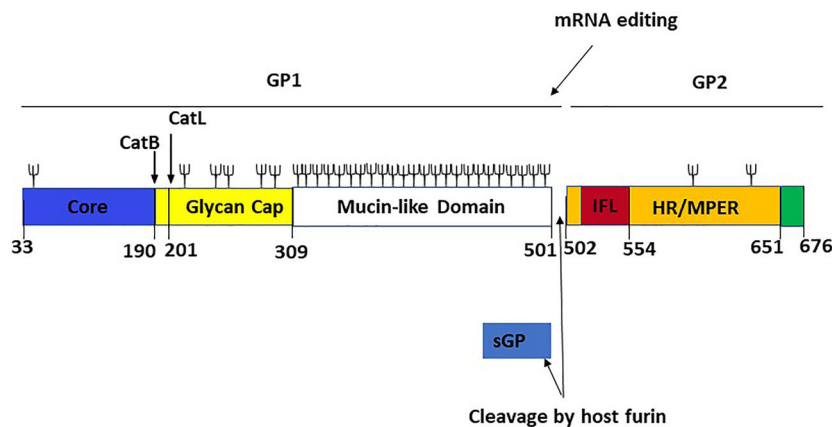 mRNA editing
GP1
GP2
CatL
CatB
Core
Glycan Cap
Mucin-like Domain
IFL
HR/MPER
33
190
201
309
501
502
554
651
676
sGP
Cleavage by host furin